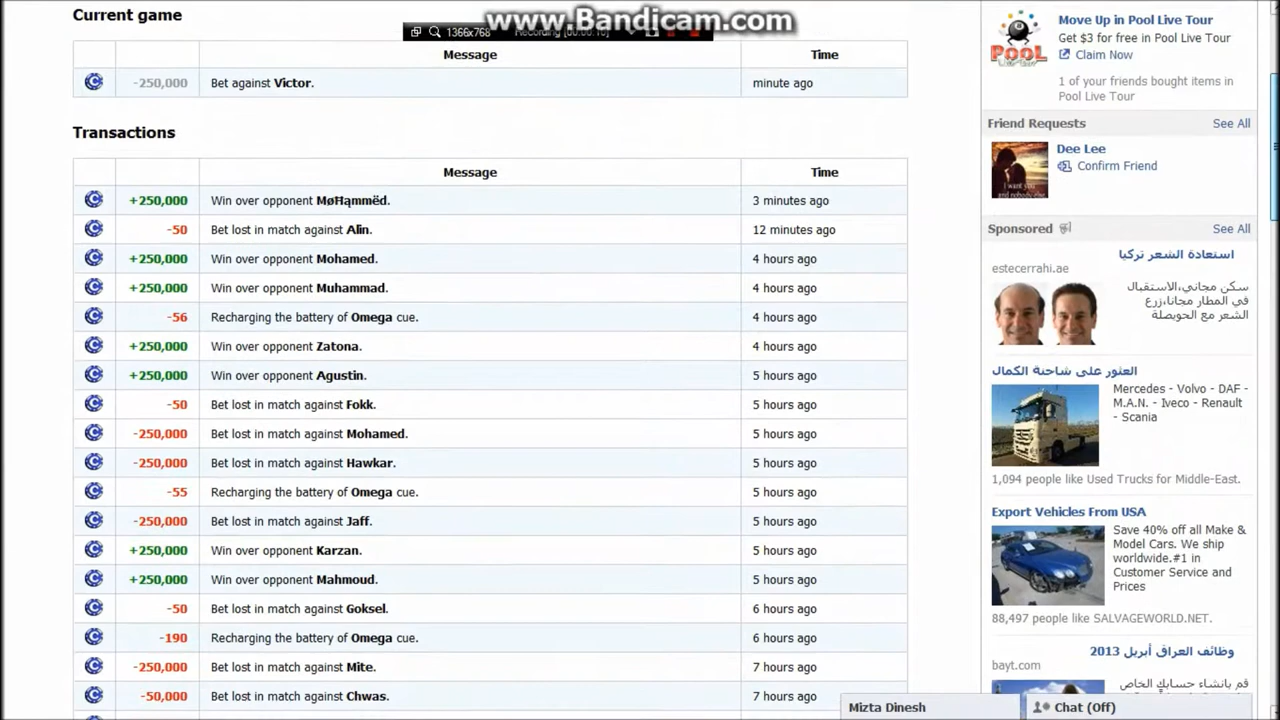 www.Bandicam.com
1366x768
Recording
Current game
Message
Time
-250,000
Bet against Victor.
minute ago
Transactions
Message
Time
+250,000
Win over opponent MøĦąmmëd.
3 minutes ago
-50
Bet lost in match against Alin.
12 minutes ago
+250,000
Win over opponent Mohamed.
4 hours ago
+250,000
Win over opponent Muhammad.
4 hours ago
-56
Recharging the battery of Omega cue.
4 hours ago
+250,000
Win over opponent Zatona.
4 hours ago
+250,000
Win over opponent Agustin.
5 hours ago
-50
Bet lost in match against Fokk.
5 hours ago
-250,000
Bet lost in match against Mohamed.
5 hours ago
-250,000
Bet lost in match against Hawkar.
5 hours ago
-55
Recharging the battery of Omega cue.
5 hours ago
-250,000
Bet lost in match against Jaff.
5 hours ago
+250,000
Win over opponent Karzan.
5 hours ago
+250,000
Win over opponent Mahmoud.
5 hours ago
-50
Bet lost in match against Goksel.
6 hours ago
-190
Recharging the battery of Omega cue.
6 hours ago
-250,000
Bet lost in match against Mite.
7 hours ago
-50,000
Bet lost in match against Chwas.
7 hours ago
POOL
Move Up in Pool Live Tour
Get $3 for free in Pool Live Tour
Claim Now
1 of your friends bought items in
Pool Live Tour
Friend Requests
See All
Dee Lee
Confirm Friend
I want you
and nobody else
Sponsored
See All
استعادة الشعر تركيا
estecerrahi.ae
سكن مجاني،الاستقبال
في المطار مجانا،زرع
الشعر مع الحويصلة
العثور على شاحنة الكمال
Mercedes - Volvo - DAF -
M.A.N. - Iveco - Renault
- Scania
1,094 people like Used Trucks for Middle-East.
Export Vehicles From USA
Save 40% off all Make &
Model Cars. We ship
worldwide.#1 in
Customer Service and
Prices
88,497 people like SALVAGEWORLD.NET.
وظائف العراق أبريل 2013
bayt.com
قم بانشاء حسابك الخاص
Mizta Dinesh
Chat (Off)